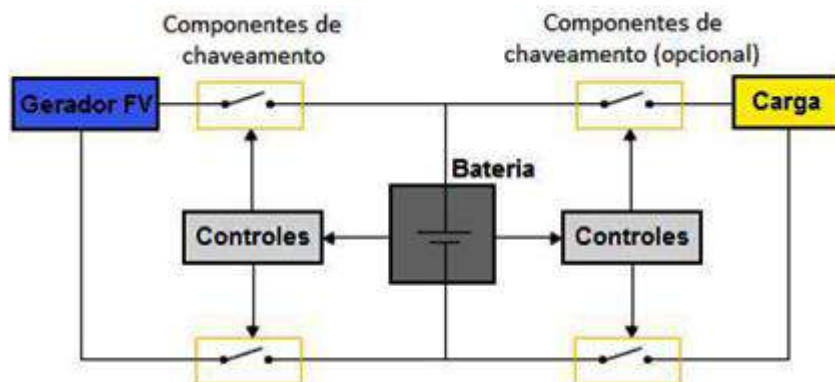 Componentes de
chaveamento
Componentes de
chaveamento (opcional)
Gerador FV
Carga
Bateria
Controles
Controles